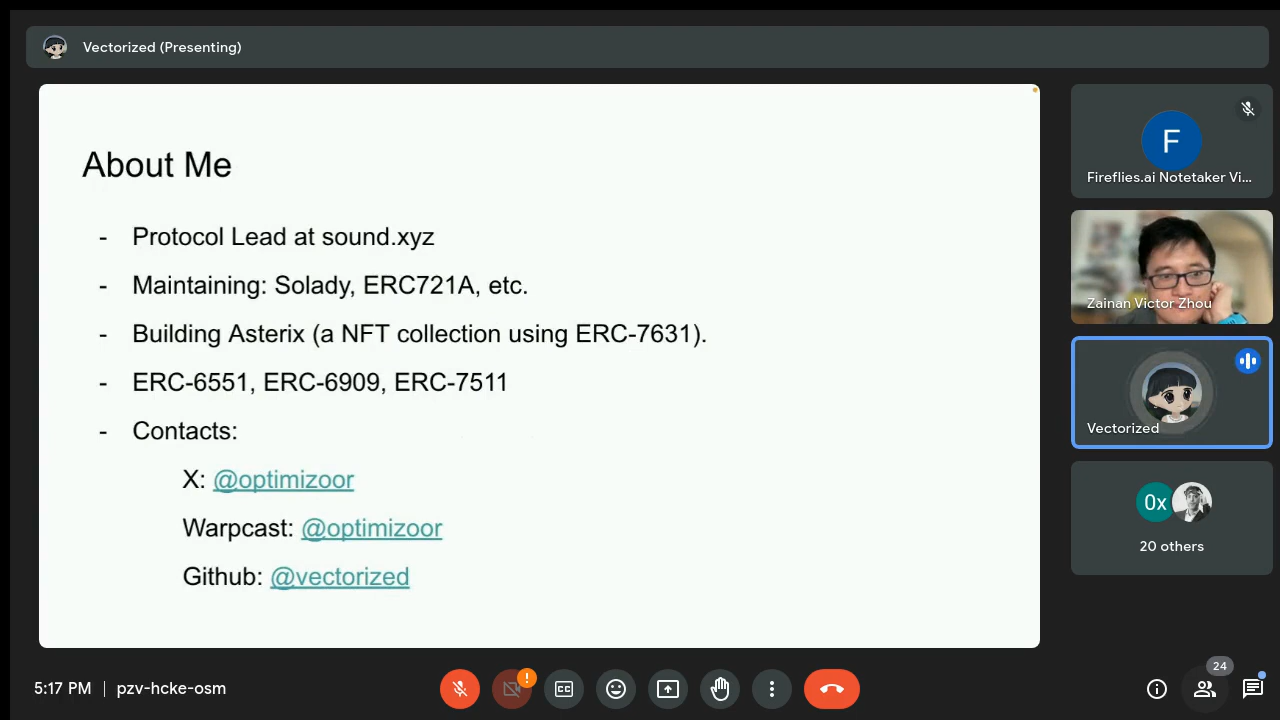 Vectorized (Presenting)
About Me
- Protocol Lead at sound.xyz
- Maintaining: Solady, ERC721A, etc.
- Building Asterix (a NFT collection using ERC-7631).
- ERC-6551, ERC-6909, ERC-7511
- Contacts:
X: @optimizoor
Warpcast: @optimizoor
Github: @vectorized
F
Fireflies.ai Notetaker Vi...
Zainan Victor Zhou
Vectorized
0x
20 others
5:17 PM | pzv-hcke-osm
!
CC
24